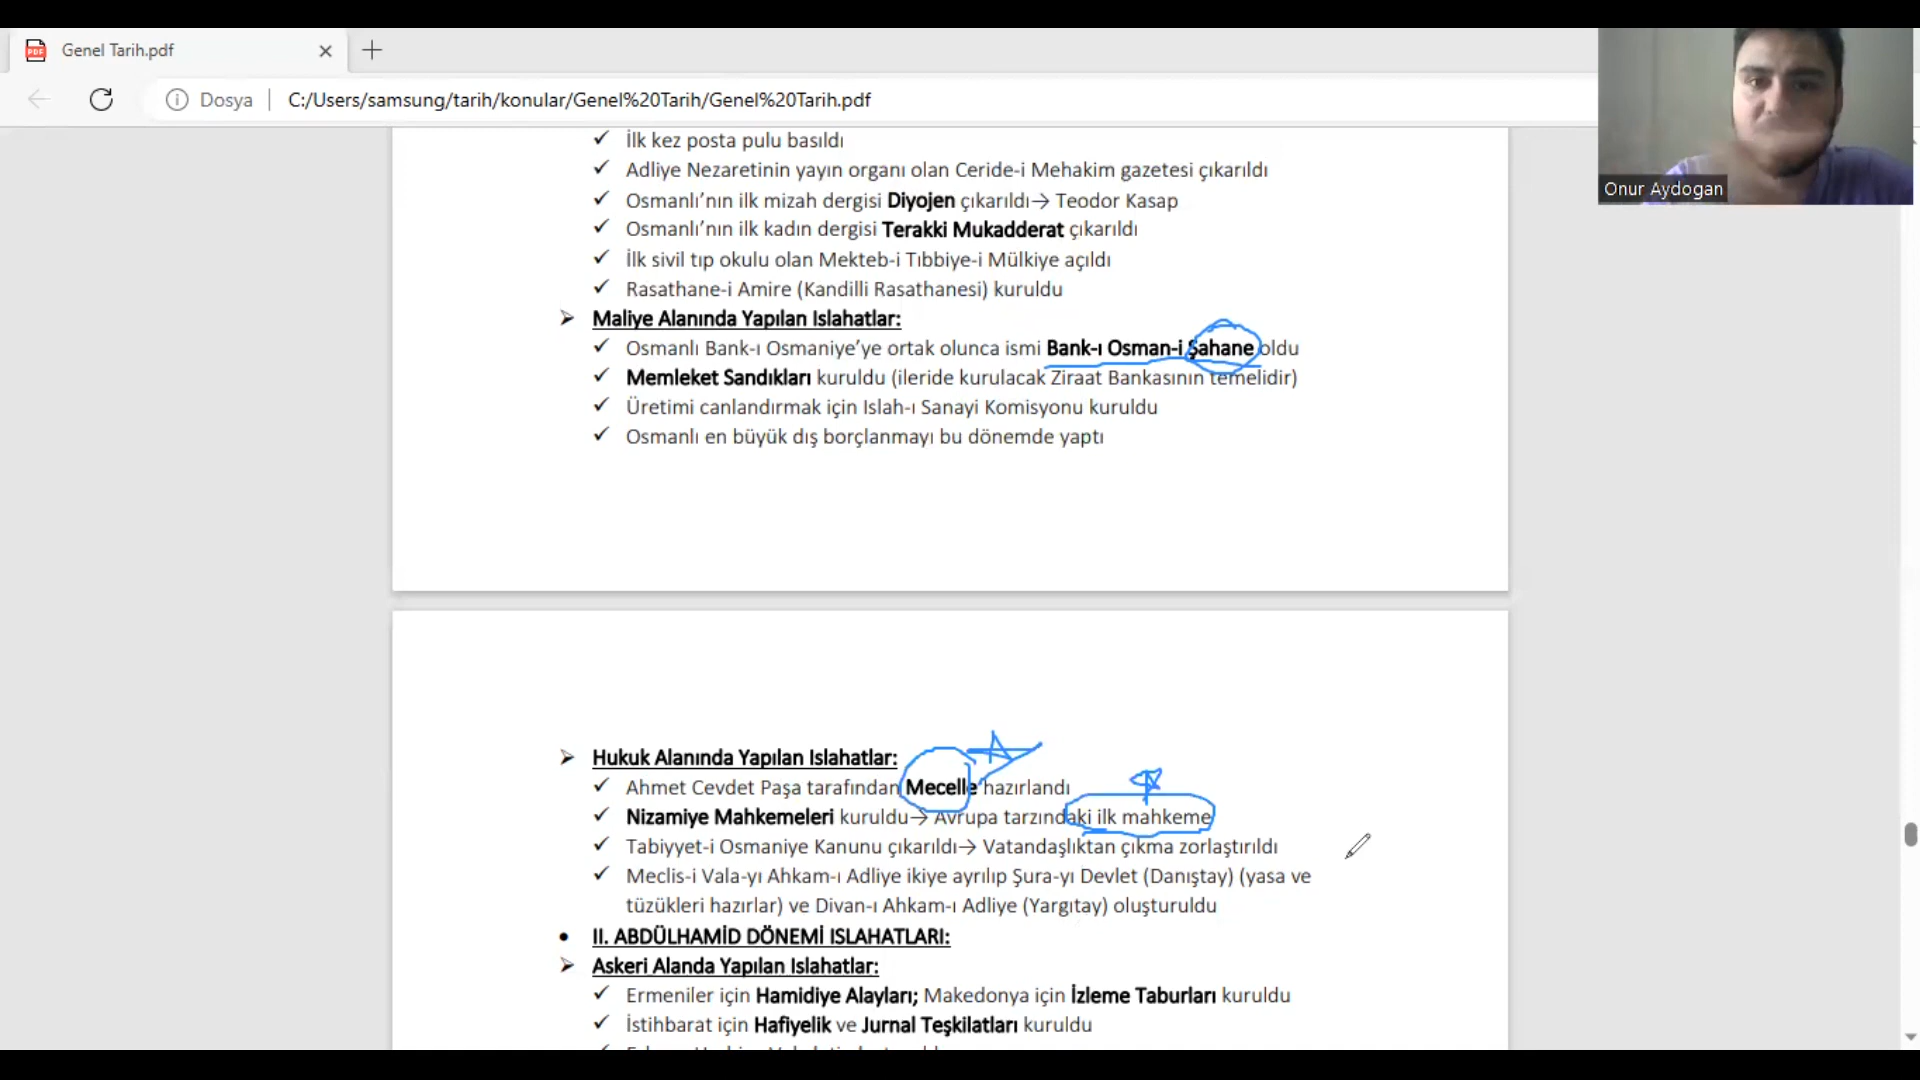 Genel Tarih.pdf
Dosya
C:/Users/samsung/tarih/konular/Genel%20Tarih/Genel%20Tarih.pdf
Onur Aydogan
İlk kez posta pulu basıldı
Adliye Nezaretinin yayın organı olan Ceride-i Mehakim gazetesi çıkarıldı
Osmanlı’nın ilk mizah dergisi Diyojen çıkarıldı→ Teodor Kasap
Osmanlı’nın ilk kadın dergisi Terakki Mukadderat çıkarıldı
İlk sivil tıp okulu olan Mekteb-i Tıbbiye-i Mülkiye açıldı
Rasathane-i Amire (Kandilli Rasathanesi) kuruldu
Maliye Alanında Yapılan Islahatlar:
Osmanlı Bank-ı Osmaniye’ye ortak olunca ismi Bank-ı Osman-i Şahane oldu
Memleket Sandıkları kuruldu (ileride kurulacak Ziraat Bankasının temelidir)
Üretimi canlandırmak için Islah-ı Sanayi Komisyonu kuruldu
Osmanlı en büyük dış borçlanmayı bu dönemde yaptı
Hukuk Alanında Yapılan Islahatlar:
Ahmet Cevdet Paşa tarafından Mecelle hazırlandı
Nizamiye Mahkemeleri kuruldu→ Avrupa tarzındaki ilk mahkeme
Tabiyyet-i Osmaniye Kanunu çıkarıldı→ Vatandaşlıktan çıkma zorlaştırıldı
Meclis-i Vala-yı Ahkam-ı Adliye ikiye ayrılıp Şura-yı Devlet (Danıştay) (yasa ve
tüzükleri hazırlar) ve Divan-ı Ahkam-ı Adliye (Yargıtay) oluşturuldu
II. ABDÜLHAMİD DÖNEMİ ISLAHATLARI:
Askeri Alanda Yapılan Islahatlar:
Ermeniler için Hamidiye Alayları; Makedonya için İzleme Taburları kuruldu
İstihbarat için Hafiyelik ve Jurnal Teşkilatları kuruldu